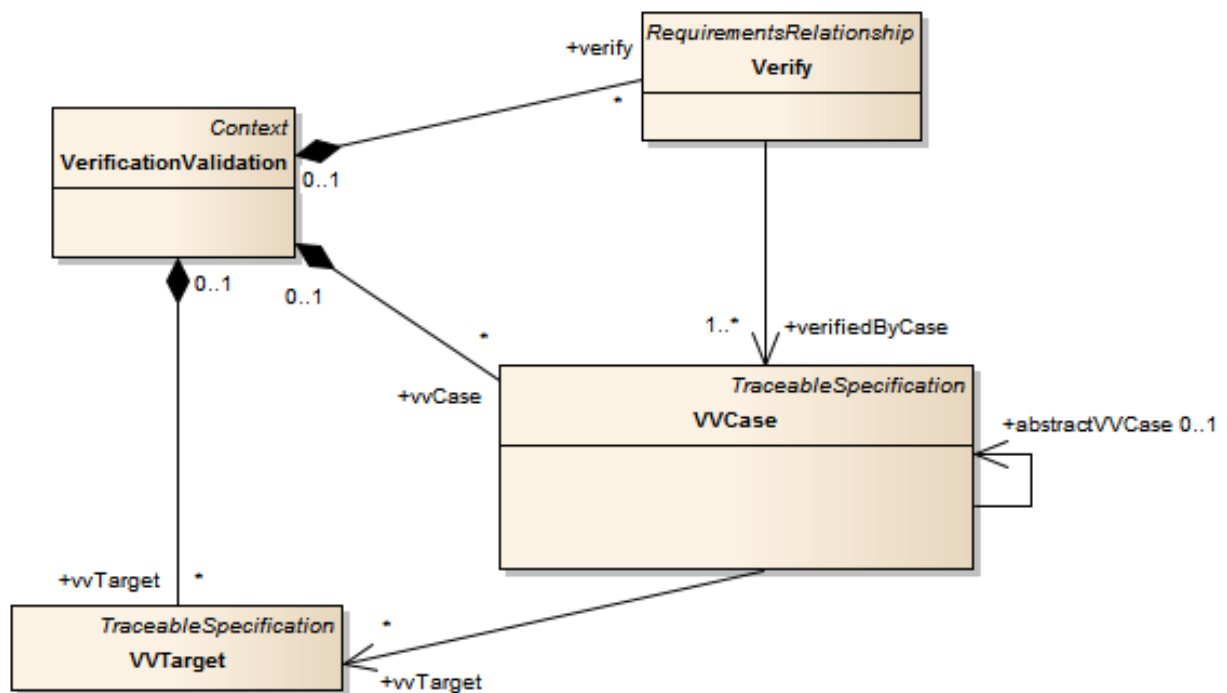 RequirementsRelationship
Verify
+verify
*
Context
VerificationValidation
0..1
0..1
0..1
*
+vvCase
1..*
+verifiedByCase
TraceableSpecification
VVCase
+abstractVVCase 0..1
+vvTarget
*
TraceableSpecification
VVTarget
*
+vvTarget